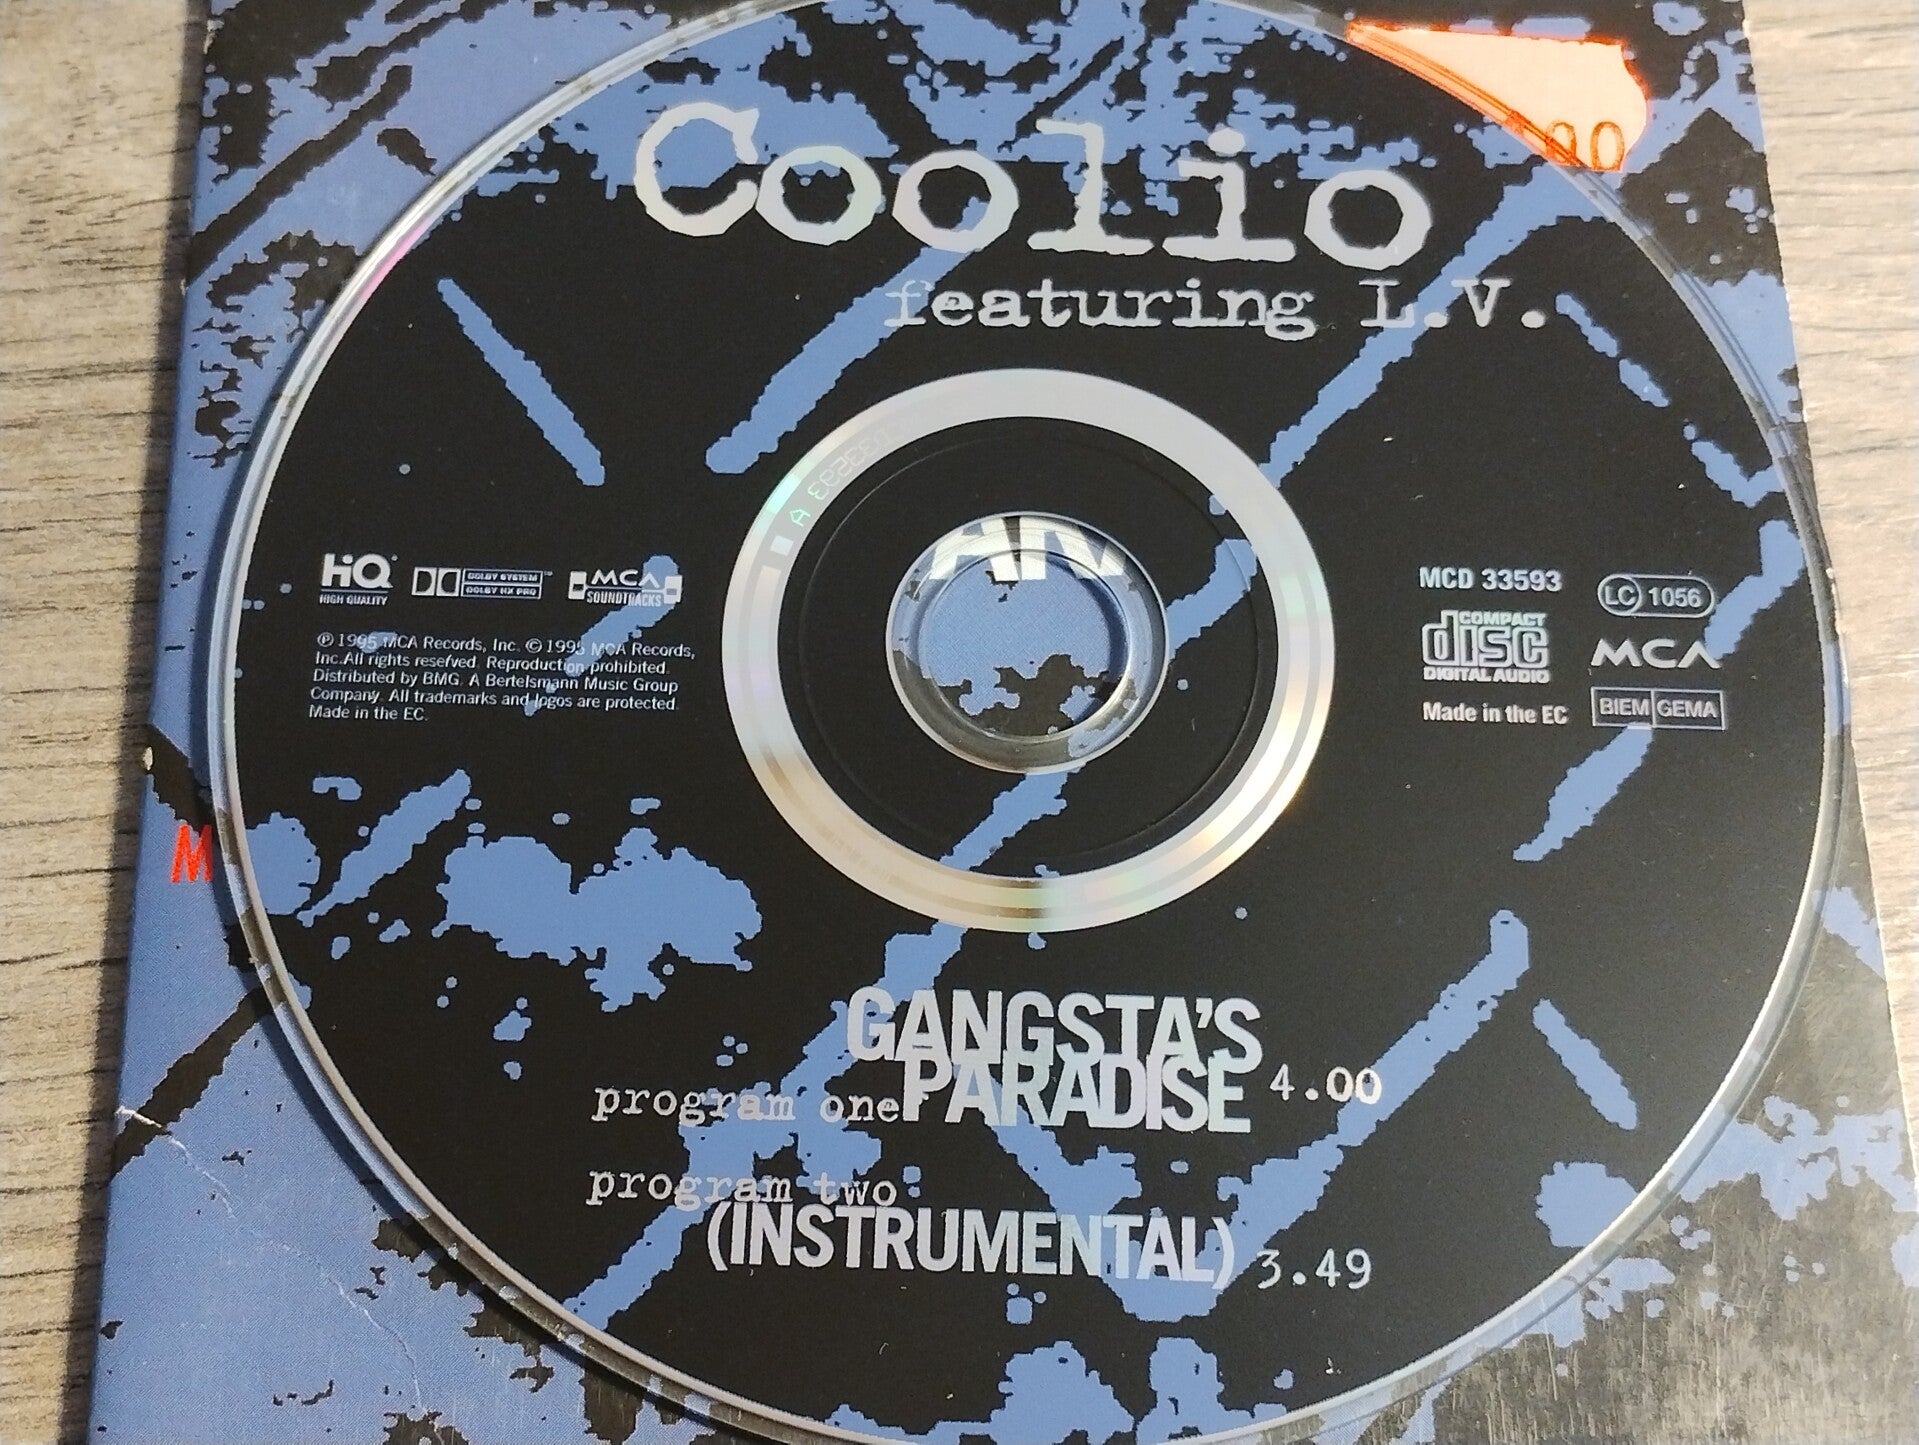 Coolio
featuring L.V.
HiQ
HIGH QUALITY
DOLBY SYSTEM
DOLBY HX PRO
MCA
SOUNDTRACKS
℗ 1995 MCA Records, Inc. © 1995 MCA Records,
Inc. All rights reserved. Reproduction prohibited.
Distributed by BMG. A Bertelsmann Music Group
Company. All trademarks and logos are protected.
Made in the EC.
MCD 33593
LC 1056
COMPACT
disc
DIGITAL AUDIO
MCA
Made in the EC
BIEM GEMA
M
GANGSTA'S
program one PARADISE 4.00
program two
(INSTRUMENTAL) 3.49